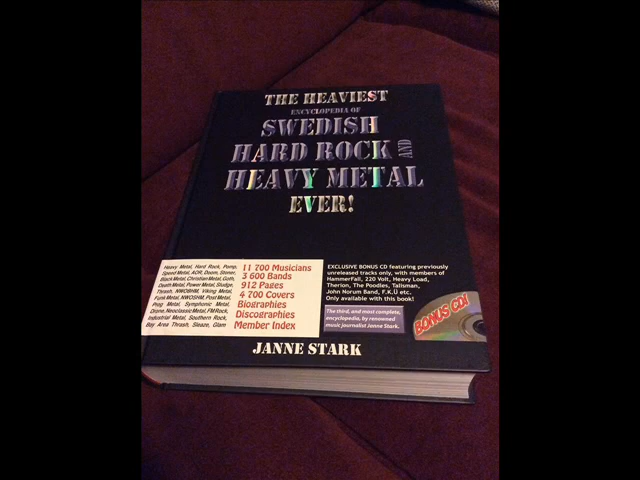 THE HEAVIEST
ENCYCLOPEDIA OF
SWEDISH
HARD ROCK AND
HEAVY METAL
EVER!
Heavy Metal, Hard Rock, Pomp,
Speed Metal, AOR, Doom, Stoner,
Black Metal, Christian Metal, Goth,
Death Metal, Power Metal, Sludge,
Thrash, NWOBHM, Viking Metal,
Funk Metal, NWOSHM, Post Metal,
Prog Metal, Symphonic Metal,
Drone, Neoclassic Metal, FM Rock,
Industrial Metal, Southern Rock,
Bay Area Thrash, Sleaze, Glam
11 700 Musicians
3 600 Bands
912 Pages
4 700 Covers
Biographies
Discographies
Member Index
EXCLUSIVE BONUS CD featuring previously
unreleased tracks only, with members of
HammerFall, 220 Volt, Heavy Load,
Therion, The Poodles, Talisman,
John Norum Band, F.K.Ü etc.
Only available with this book!
The third, and most complete,
encyclopedia, by renowned
music journalist Janne Stark.
BONUS CD!
JANNE STARK